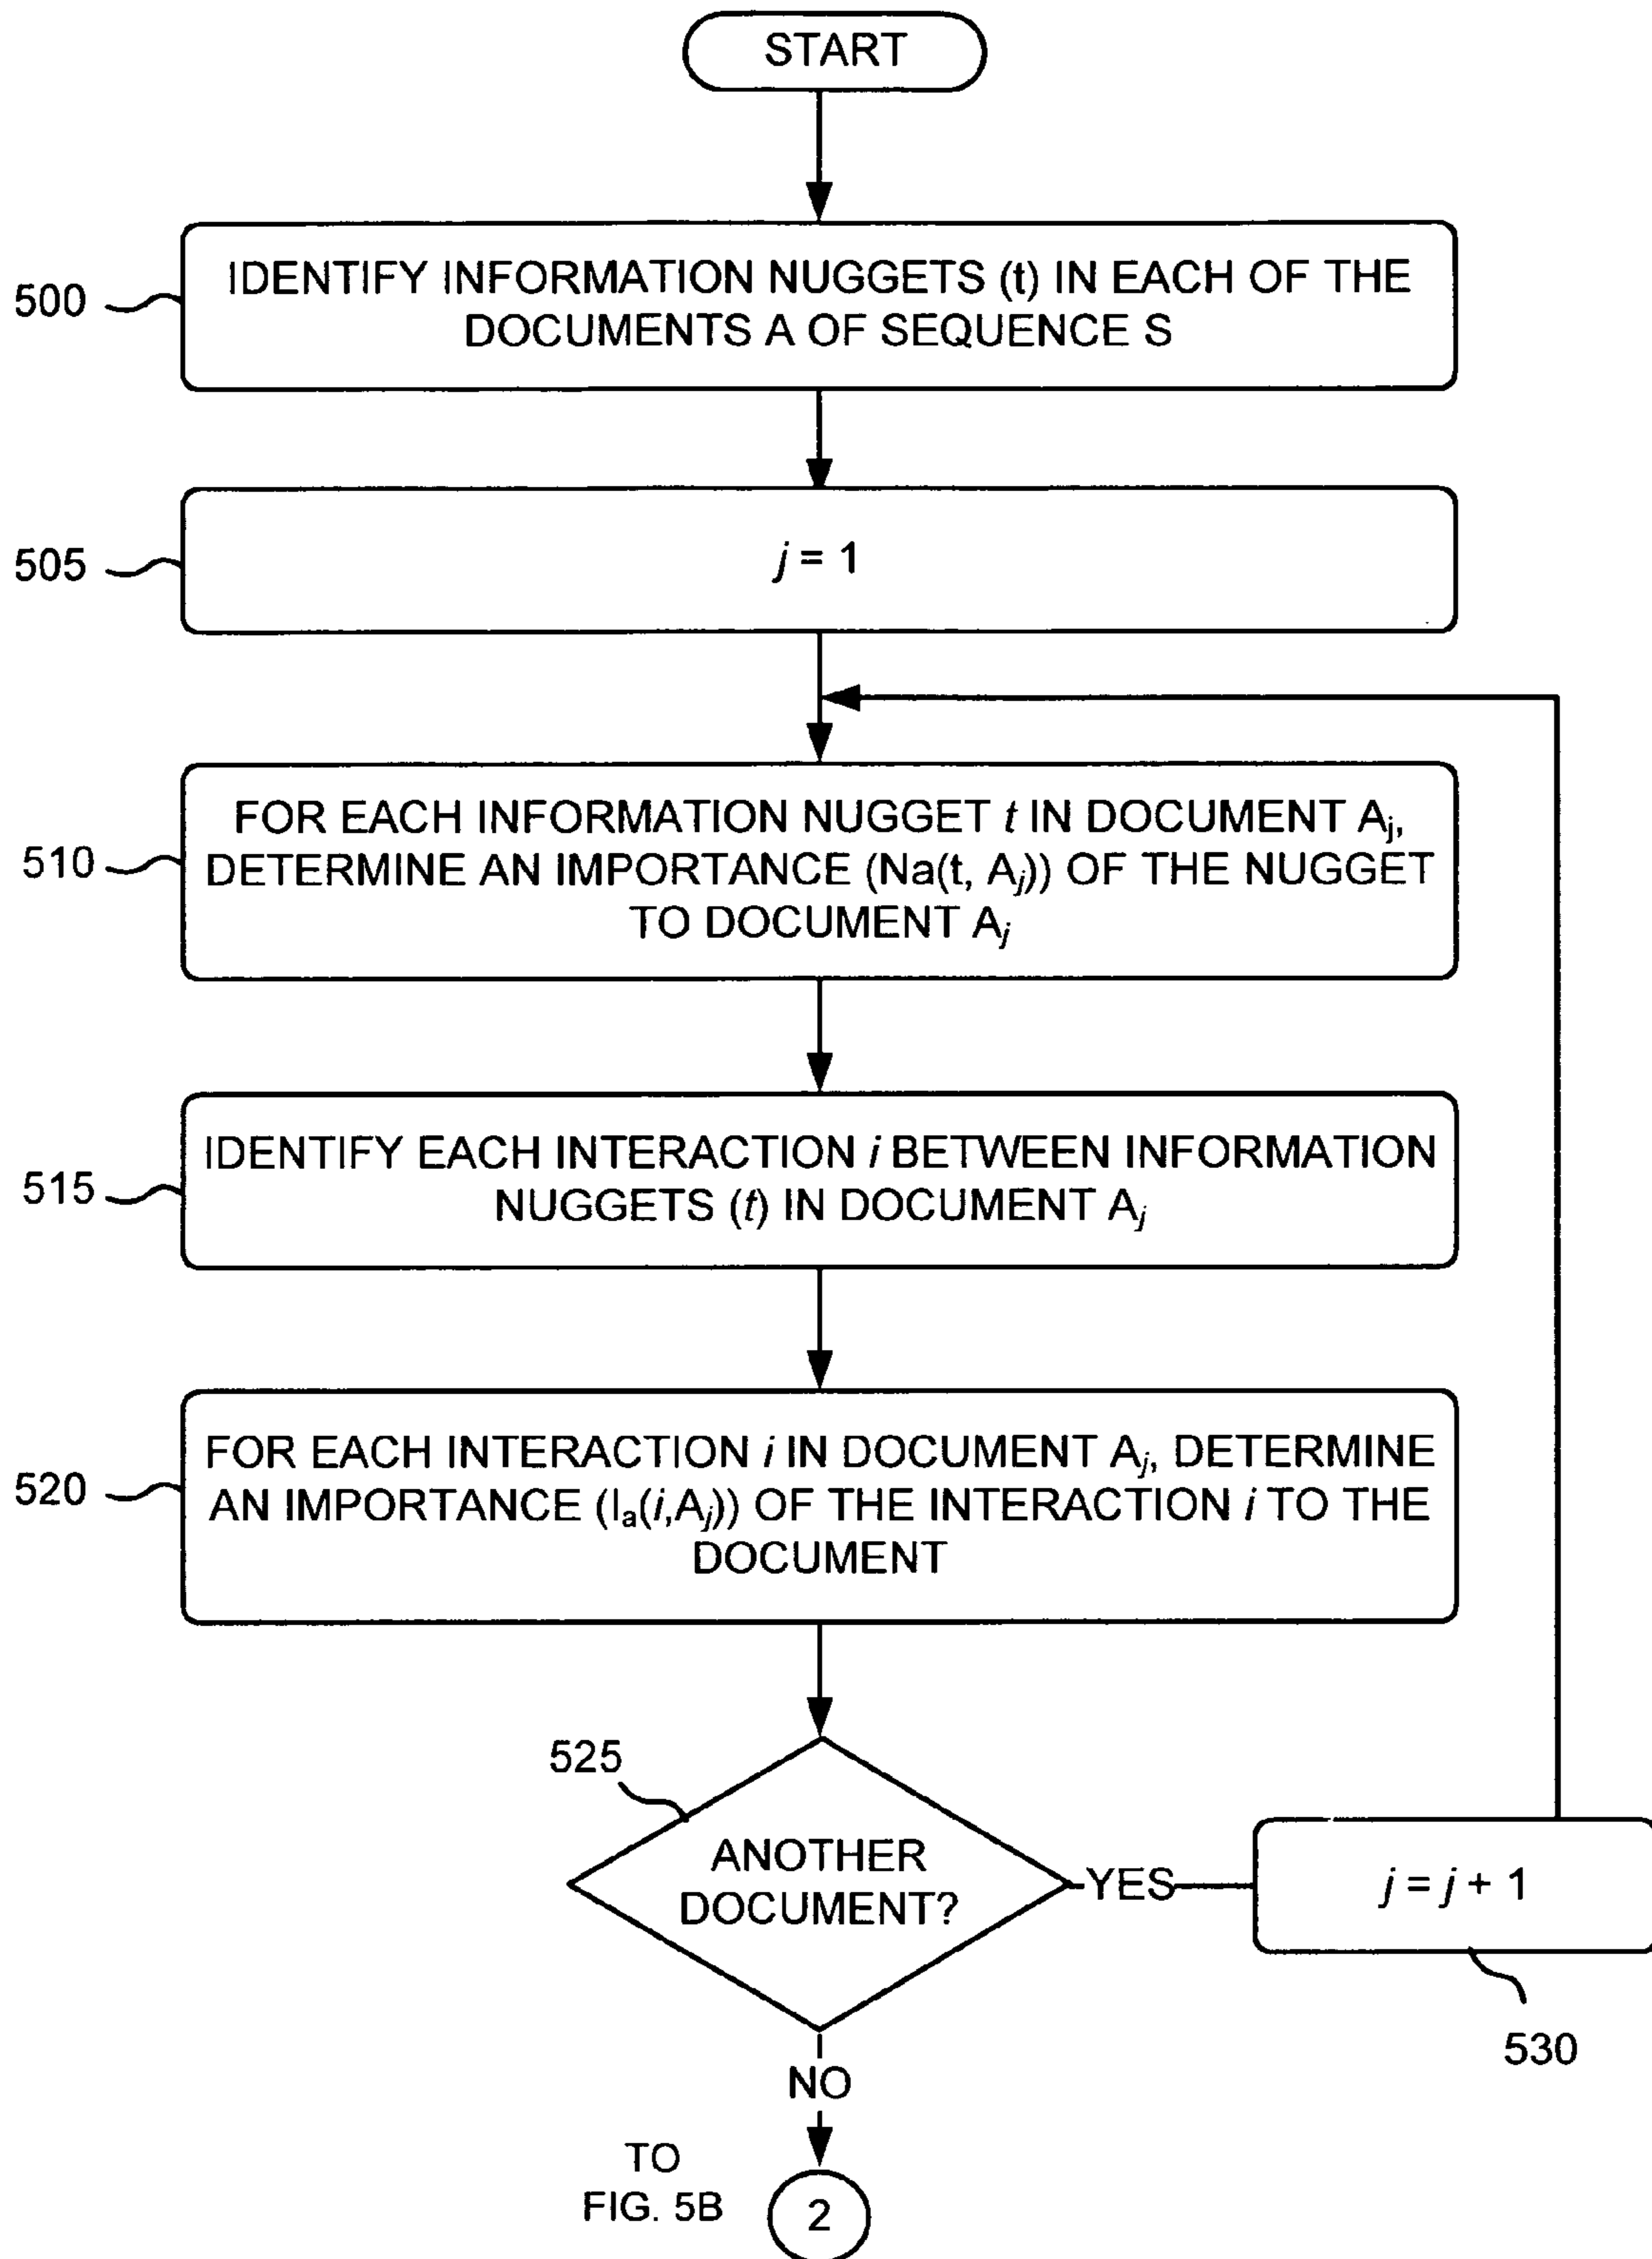 START
500
IDENTIFY INFORMATION NUGGETS (t) IN EACH OF THE
DOCUMENTS A OF SEQUENCE S
505
j = 1
510
FOR EACH INFORMATION NUGGET t IN DOCUMENT Aj,
DETERMINE AN IMPORTANCE (Na(t, Aj)) OF THE NUGGET
TO DOCUMENT Aj
515
IDENTIFY EACH INTERACTION i BETWEEN INFORMATION
NUGGETS (t) IN DOCUMENT Aj
520
FOR EACH INTERACTION i IN DOCUMENT Aj, DETERMINE
AN IMPORTANCE (Ia(i,Aj)) OF THE INTERACTION i TO THE
DOCUMENT
525
ANOTHER
DOCUMENT?
YES
j = j + 1
530
NO
TO
FIG. 5B
2